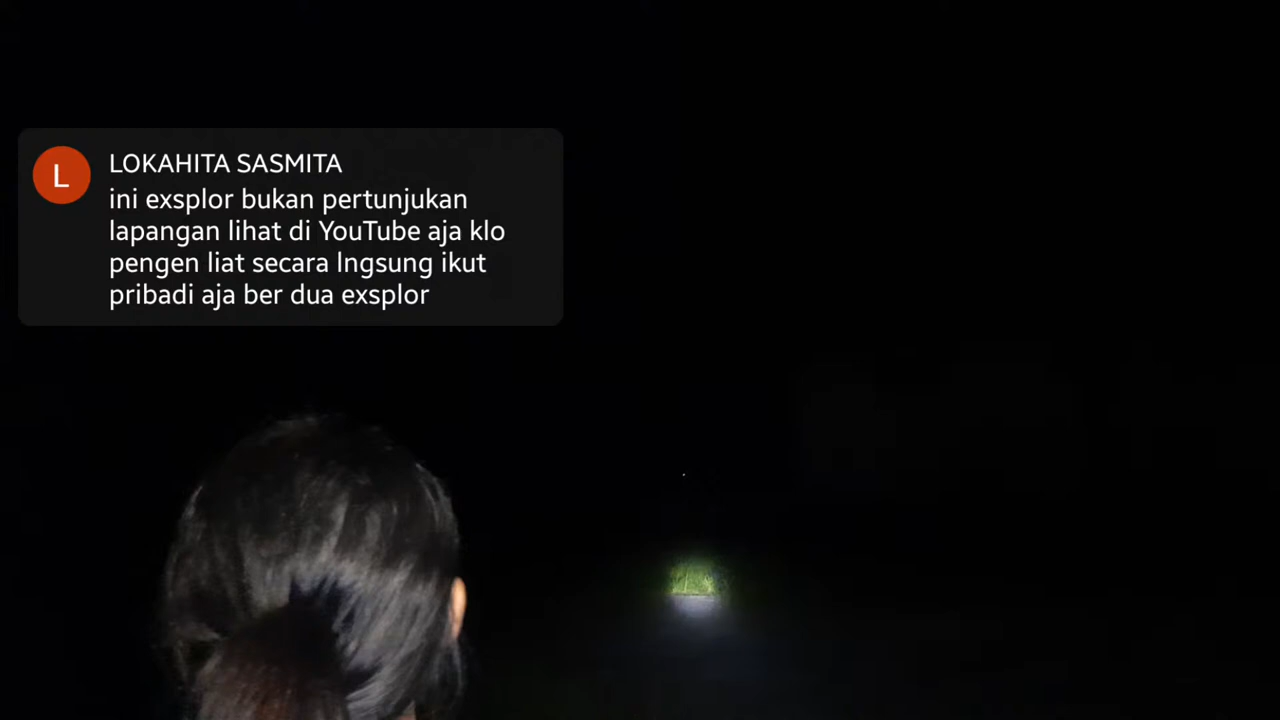 L
LOKAHITA SASMITA
ini exsplor bukan pertunjukan
lapangan lihat di YouTube aja klo
pengen liat secara lngsung ikut
pribadi aja ber dua exsplor